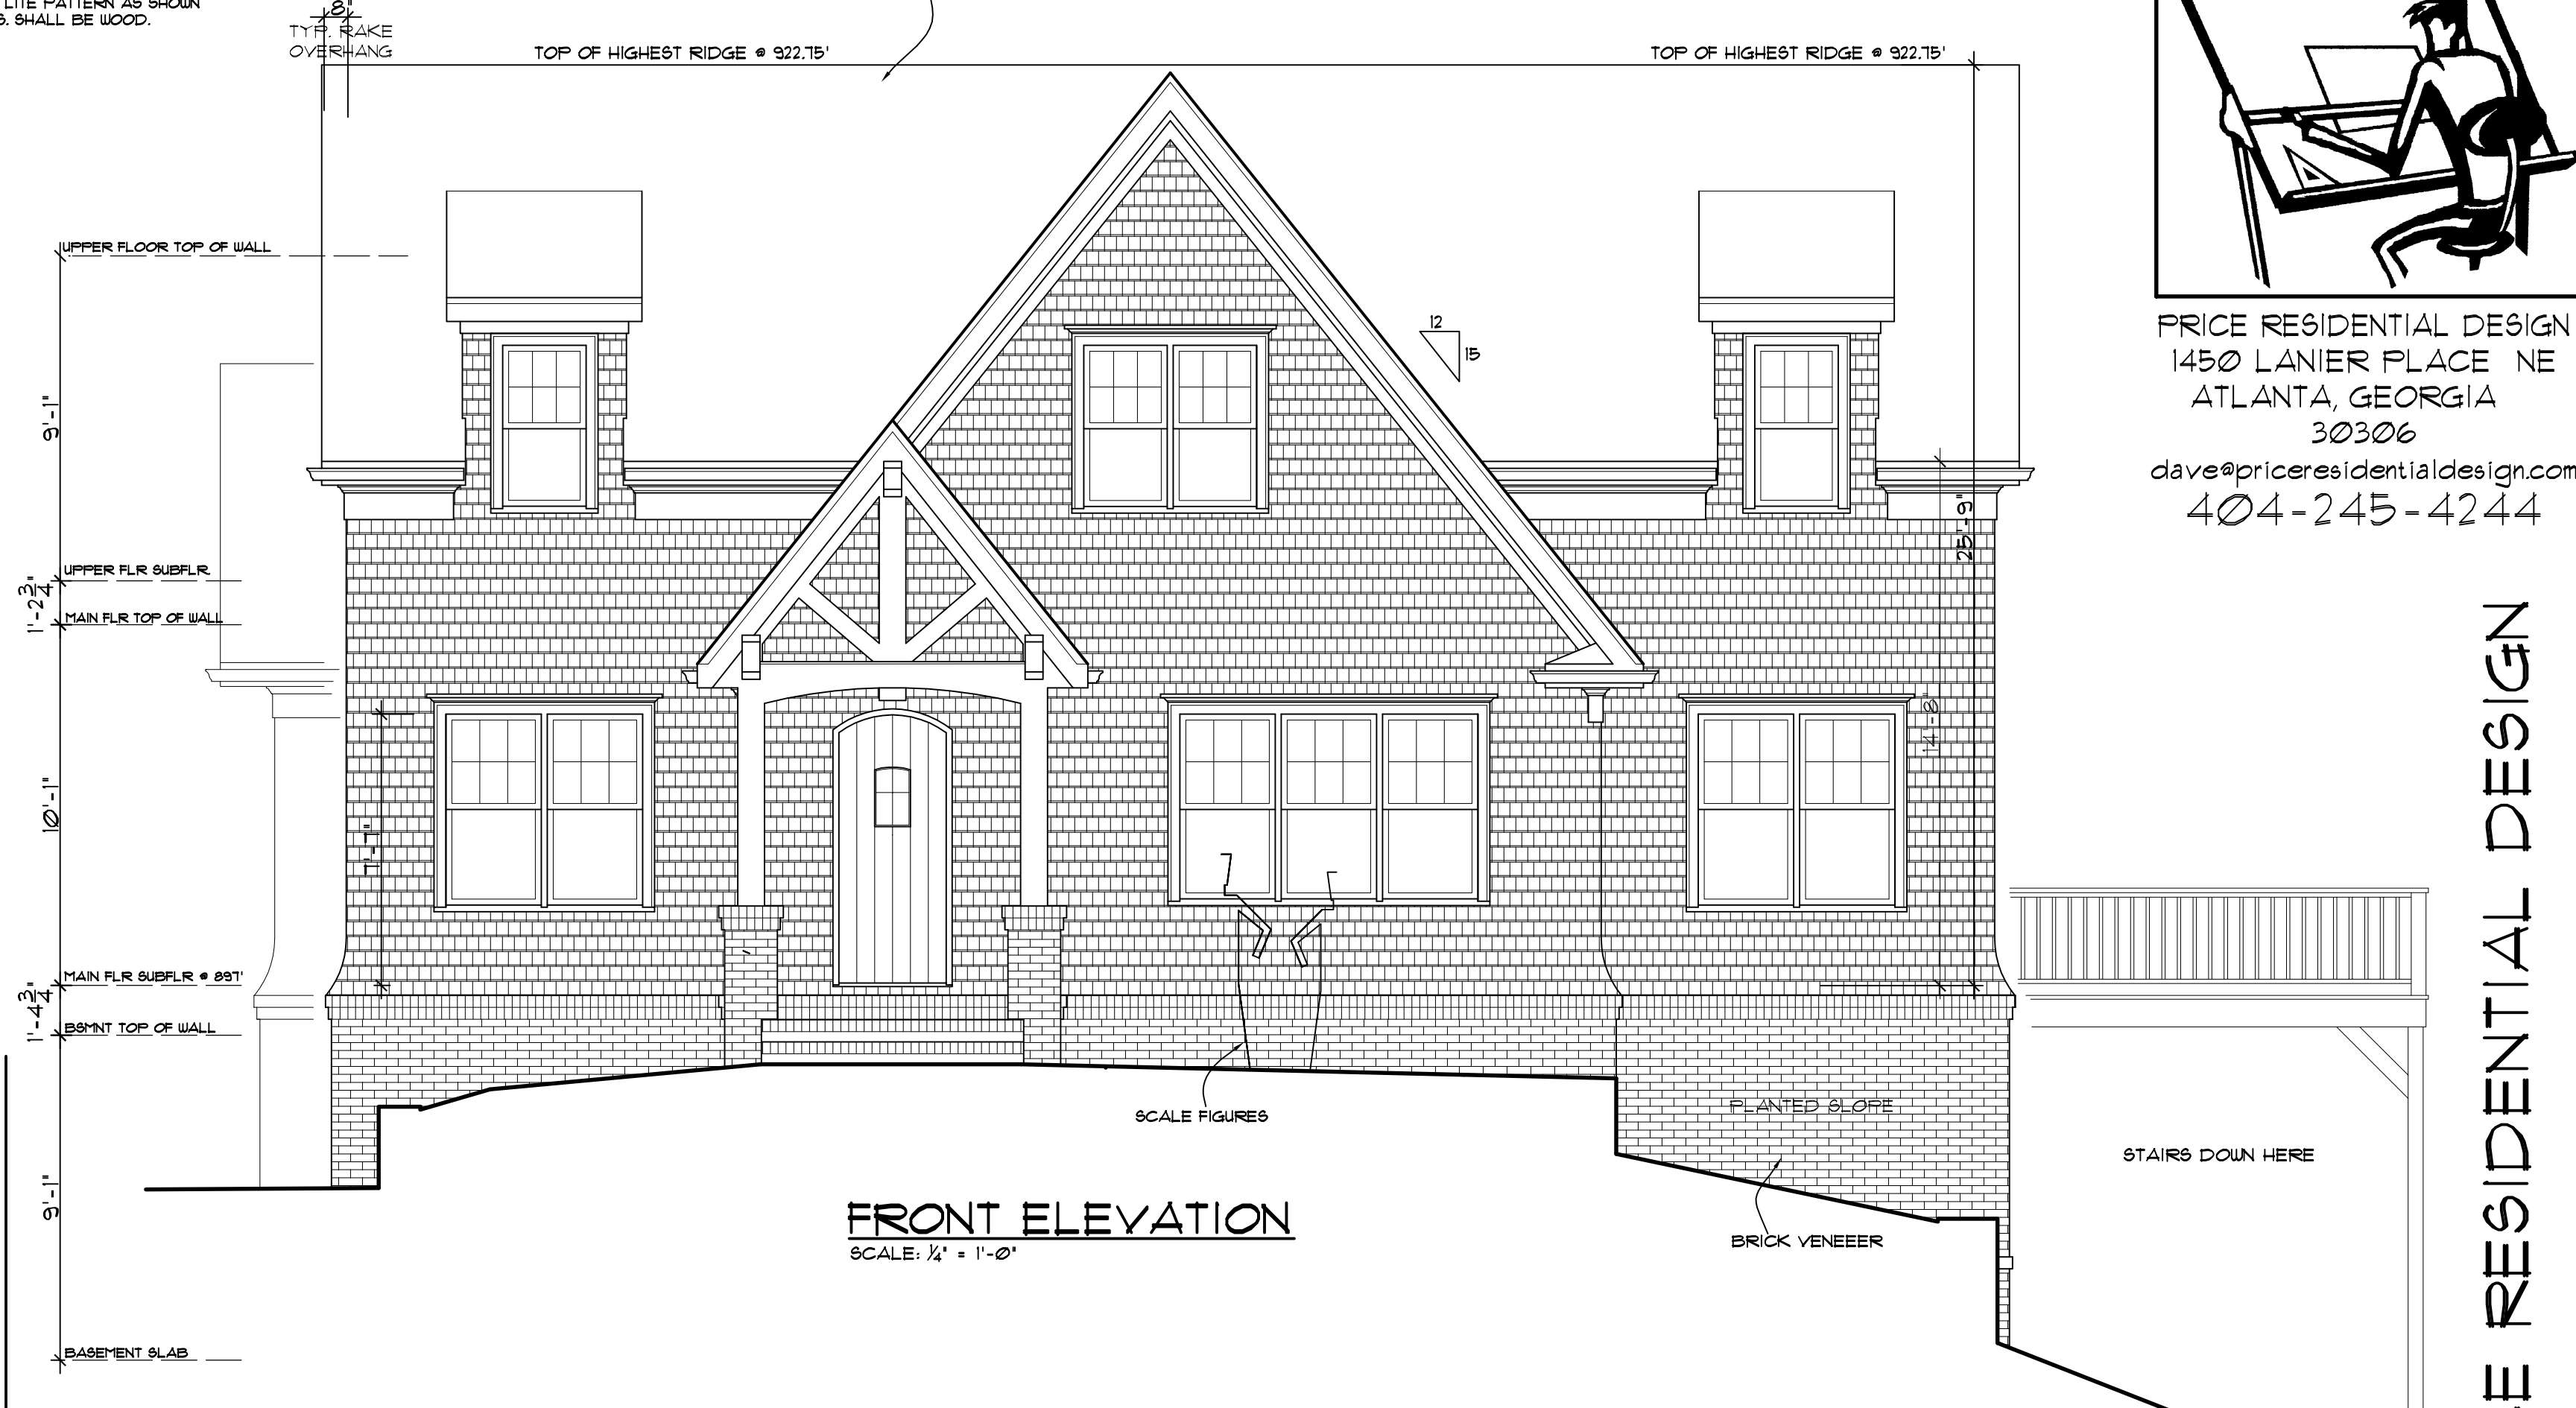 LITE PATTERN AS SHOWN
S. SHALL BE WOOD.
8"
TYP. RAKE
OVERHANG
TOP OF HIGHEST RIDGE @ 922.75'
TOP OF HIGHEST RIDGE @ 922.75'
UPPER FLOOR TOP OF WALL
9'-1"
UPPER FLR SUBFLR
1'-2 3/4"
MAIN FLR TOP OF WALL
10'-1"
MAIN FLR SUBFLR @ 897'
1'-4 3/4"
BSMNT TOP OF WALL
9'-1"
BASEMENT SLAB
12
15
25'-9"
SCALE FIGURES
PLANTED SLOPE
BRICK VENEEER
STAIRS DOWN HERE
FRONT ELEVATION
SCALE: 1/4" = 1'-0"
PRICE RESIDENTIAL DESIGN
1450 LANIER PLACE NE
ATLANTA, GEORGIA
30306
dave@priceresidentialdesign.com
404-245-4244
E RESIDENTIAL DESIGN